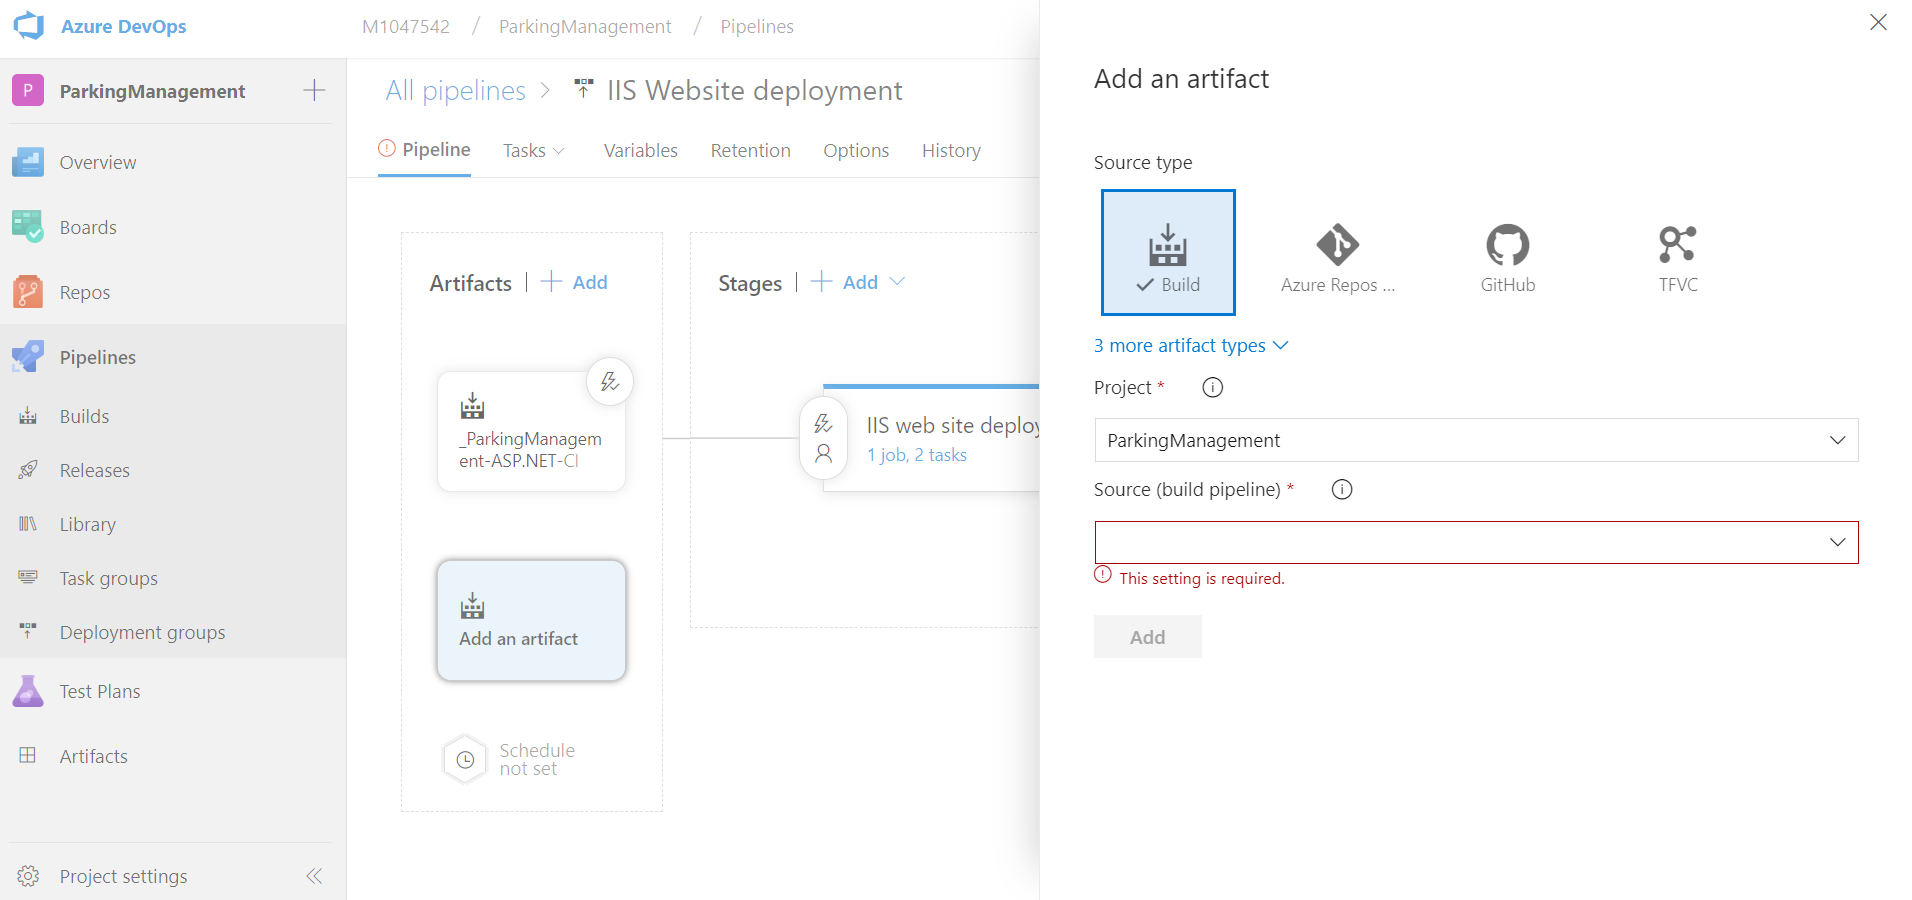 Azure DevOps
M1047542 / ParkingManagement / Pipelines
P ParkingManagement
Overview
Boards
Repos
Pipelines
Builds
Releases
Library
Task groups
Deployment groups
Test Plans
Artifacts
Project settings
All pipelines > IIS Website deployment
Pipeline Tasks Variables Retention Options History
Artifacts | + Add
_ParkingManagem
ent-ASP.NET-CI
Add an artifact
Schedule
not set
Stages | + Add
IIS web site deploy
1 job, 2 tasks
Add an artifact
Source type
Build
Azure Repos ...
GitHub
TFVC
3 more artifact types
Project *
ParkingManagement
Source (build pipeline) *
This setting is required.
Add